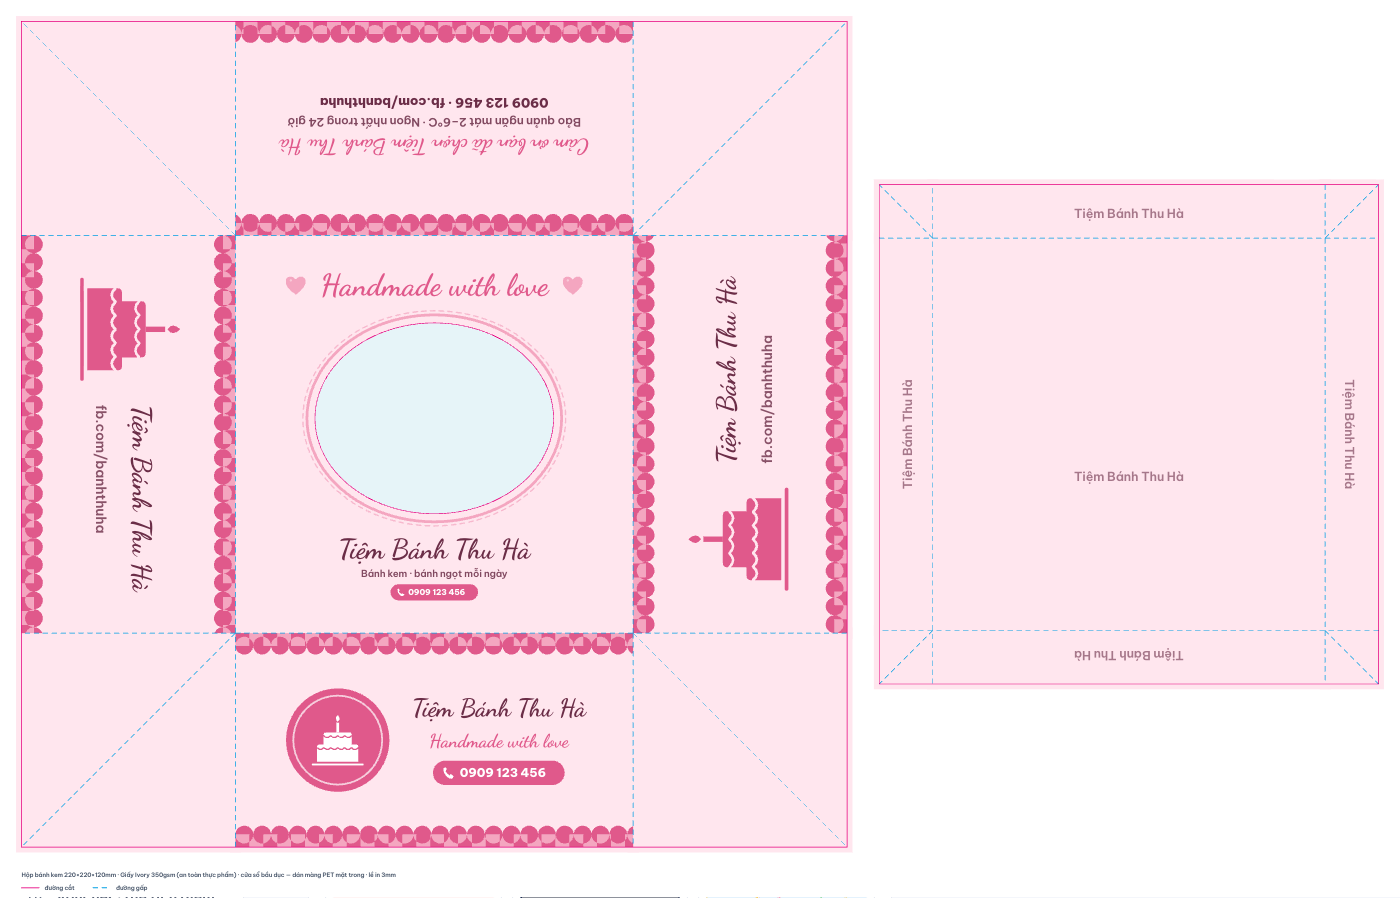 0909 123 456 · fb.com/banhthuha
Bảo quản ngăn mát 2–6°C · Ngon nhất trong 24 giờ
Cảm ơn bạn đã chọn Tiệm Bánh Thu Hà
Handmade with love
Tiệm Bánh Thu Hà
Bánh kem · bánh ngọt mỗi ngày
0909 123 456
Tiệm Bánh Thu Hà
fb.com/banhthuha
Tiệm Bánh Thu Hà
fb.com/banhthuha
Tiệm Bánh Thu Hà
Handmade with love
0909 123 456
Tiệm Bánh Thu Hà
Tiệm Bánh Thu Hà
Tiệm Bánh Thu Hà
Tiệm Bánh Thu Hà
Tiệm Bánh Thu Hà
Hộp bánh kem 220×220×120mm · Giấy Ivory 350gsm (an toàn thực phẩm) · cửa sổ bầu dục — dán màng PET mặt trong · lề in 3mm
đường cắt
đường gấp